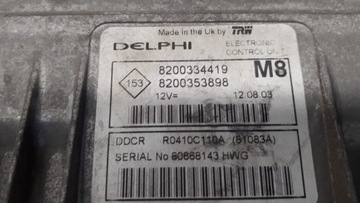 Made in the UK by TRW
DELPHI
ELECTRONIC
CONTROL UNIT
8200334419
M8
153
8200353898
12V=
12.08.03
DDCR R0410C110A (81083A)
SERIAL No 60868143 HWG